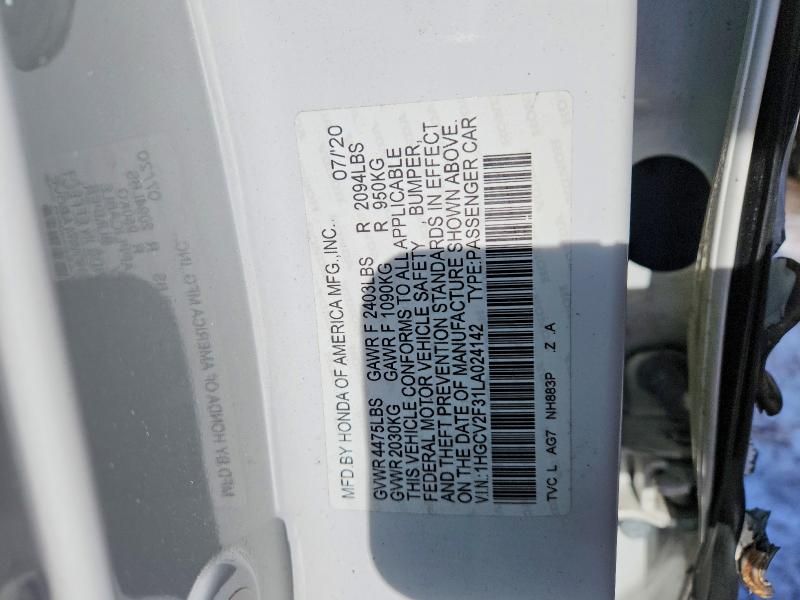 MFD.BY HONDA OF AMERICA MFG.,INC. 07/'20
GVWR 4475LBS GAWR F 2403LBS R 2094LBS
GVWR 2030KG GAWR F 1090KG R 950KG
THIS VEHICLE CONFORMS TO ALL APPLICABLE
FEDERAL MOTOR VEHICLE SAFETY , BUMPER,
AND THEFT PREVENTION STANDARDS IN EFFECT
ON THE DATE OF MANUFACTURE SHOWN ABOVE.
V.I.N.:1HGCV2F31LA024142 TYPE:PASSENGER CAR
TVC L AG7 NH883P .Z .A